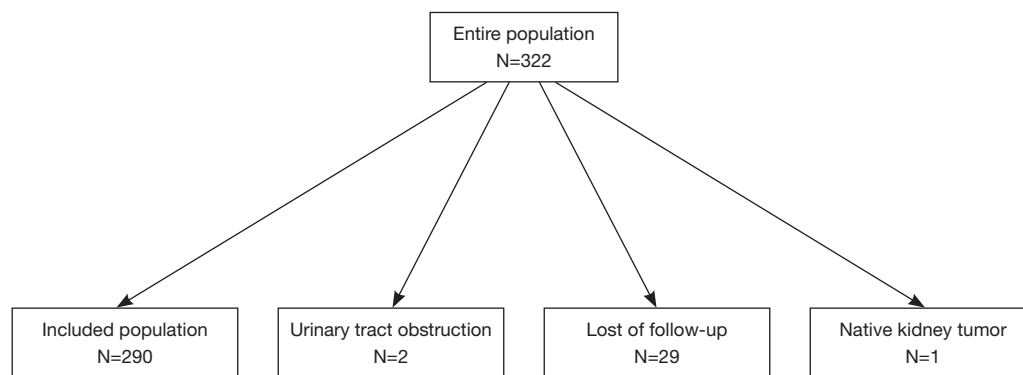 Entire population
N=322
Included population
N=290
Urinary tract obstruction
N=2
Lost of follow-up
N=29
Native kidney tumor
N=1